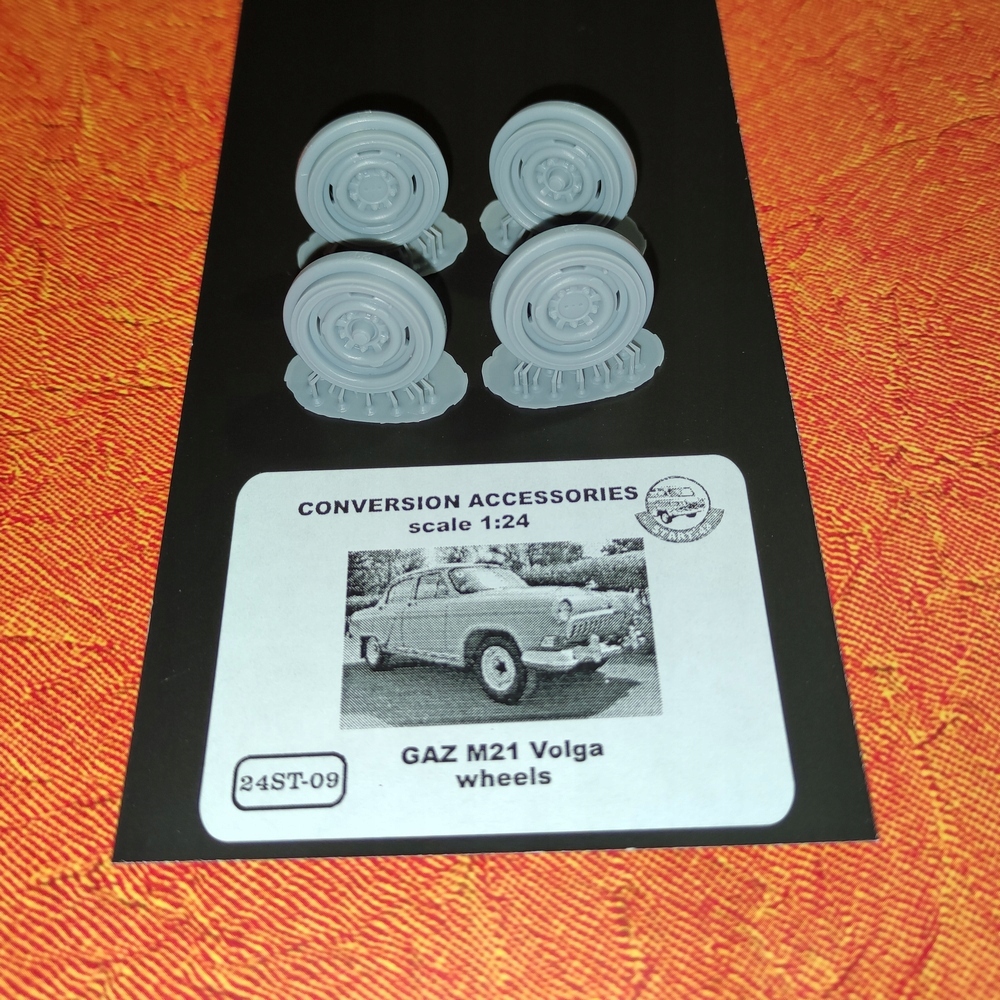 CONVERSION ACCESSORIES
scale 1:24
GAZ M21 Volga
wheels
24ST-09